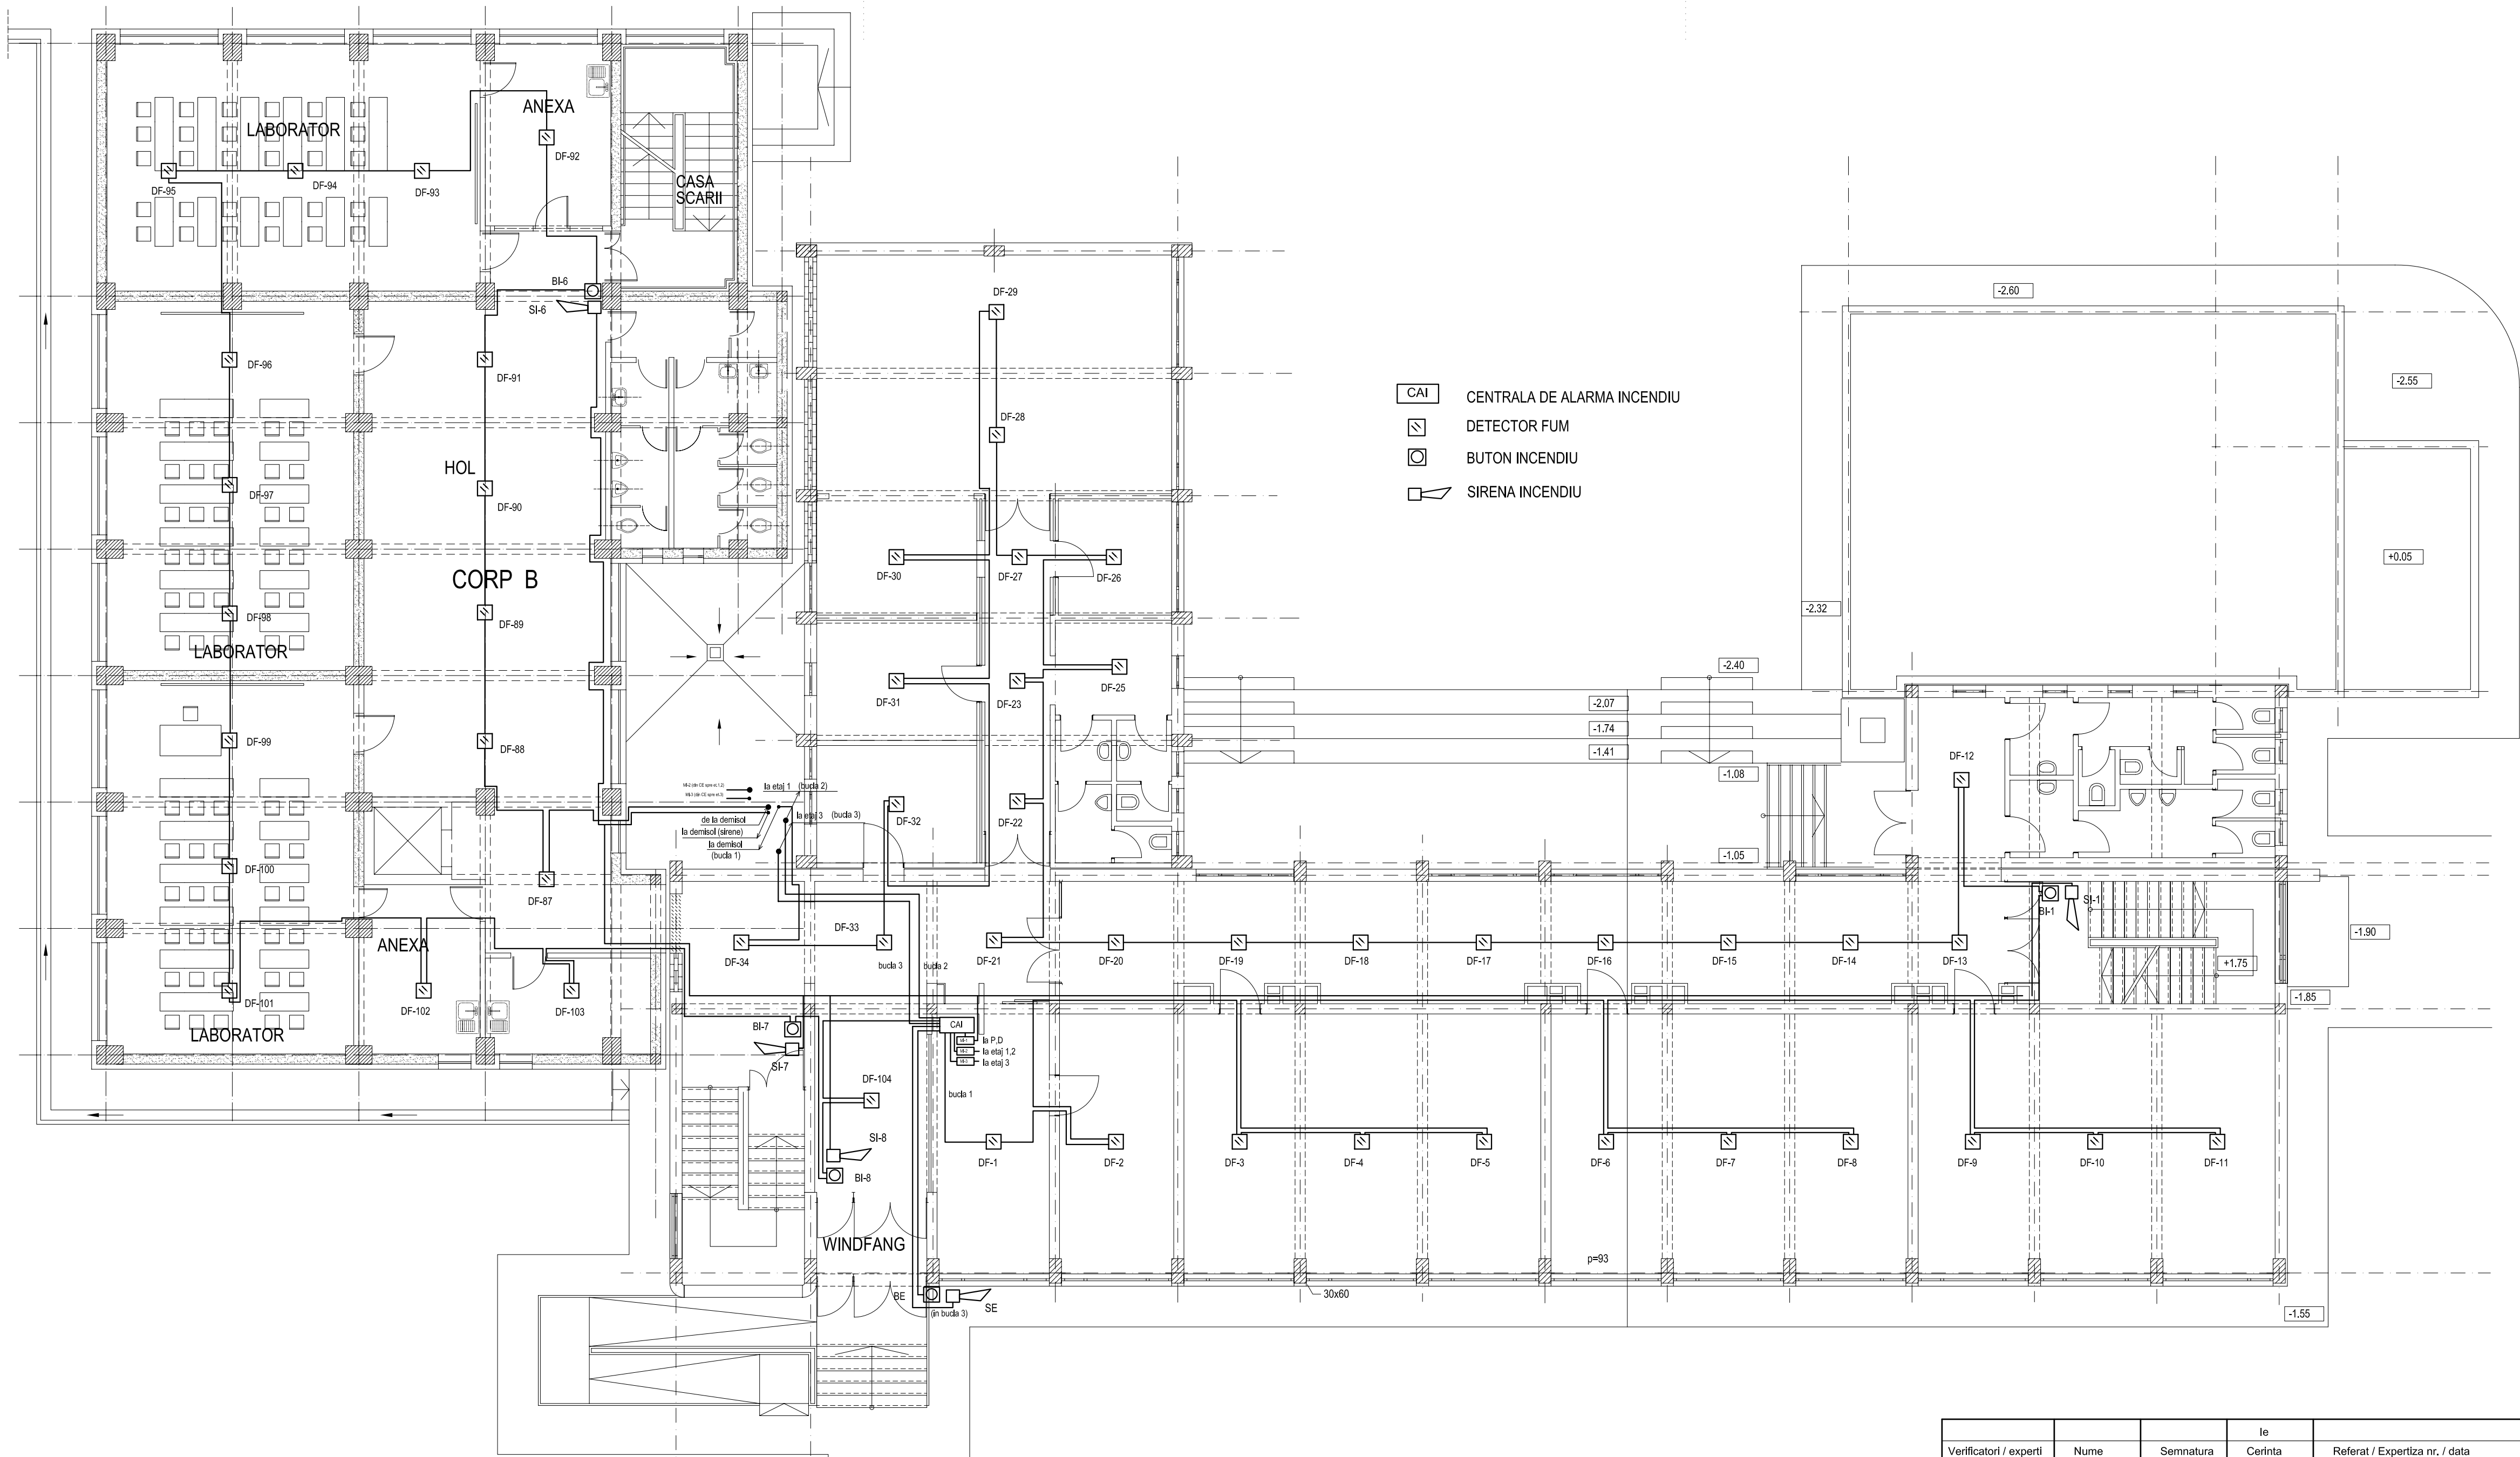 ANEXA
LABORATOR
DF-92
CASA
SCARII
DF-95
DF-94
DF-93
BI-6
SI-6
DF-29
-2.60
DF-96
DF-91
-2.55
CAI
CENTRALA DE ALARMA INCENDIU
DETECTOR FUM
BUTON INCENDIU
SIRENA INCENDIU
DF-28
HOL
DF-97
DF-90
CORP B
DF-30
DF-27
DF-26
+0.05
DF-98
DF-89
-2.32
LABORATOR
-2.40
DF-31
DF-23
DF-25
-2.07
-1.74
-1.41
DF-99
DF-88
DF-12
-1.08
la etaj 1 (bucla 2)
de la demisol
la etaj 3 (bucla 3)
la demisol (sirene)
la demisol
(bucla 1)
DF-32
DF-22
-1.05
DF-100
DF-87
BI-1
SI-1
ANEXA
DF-33
-1.90
DF-34
bucla 3
bucla 2
DF-21
DF-20
DF-19
DF-18
DF-17
DF-16
DF-15
DF-14
DF-13
+1.75
DF-101
DF-102
DF-103
-1.85
LABORATOR
BI-7
CAI
la P,D
la etaj 1,2
la etaj 3
SI-7
DF-104
bucla 1
SI-8
DF-1
DF-2
DF-3
DF-4
DF-5
DF-6
DF-7
DF-8
DF-9
DF-10
DF-11
BI-8
WINDFANG
p=93
BE
SE
(in bucla 3)
30x60
-1.55
Ie
Verificatori / experti
Nume
Semnatura
Cerinta
Referat / Expertiza nr. / data